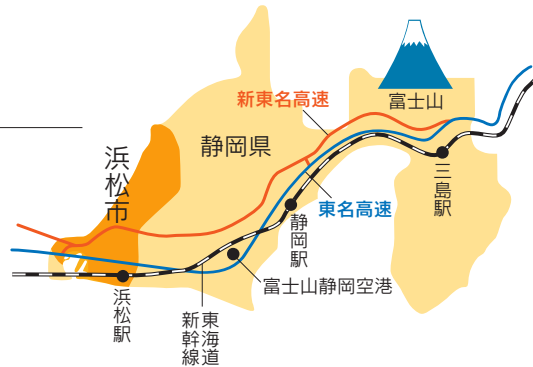 富士山
新東名高速
静岡県
浜松市
三島駅
東名高速
静岡駅
富士山静岡空港
浜松駅
東海道
新幹線